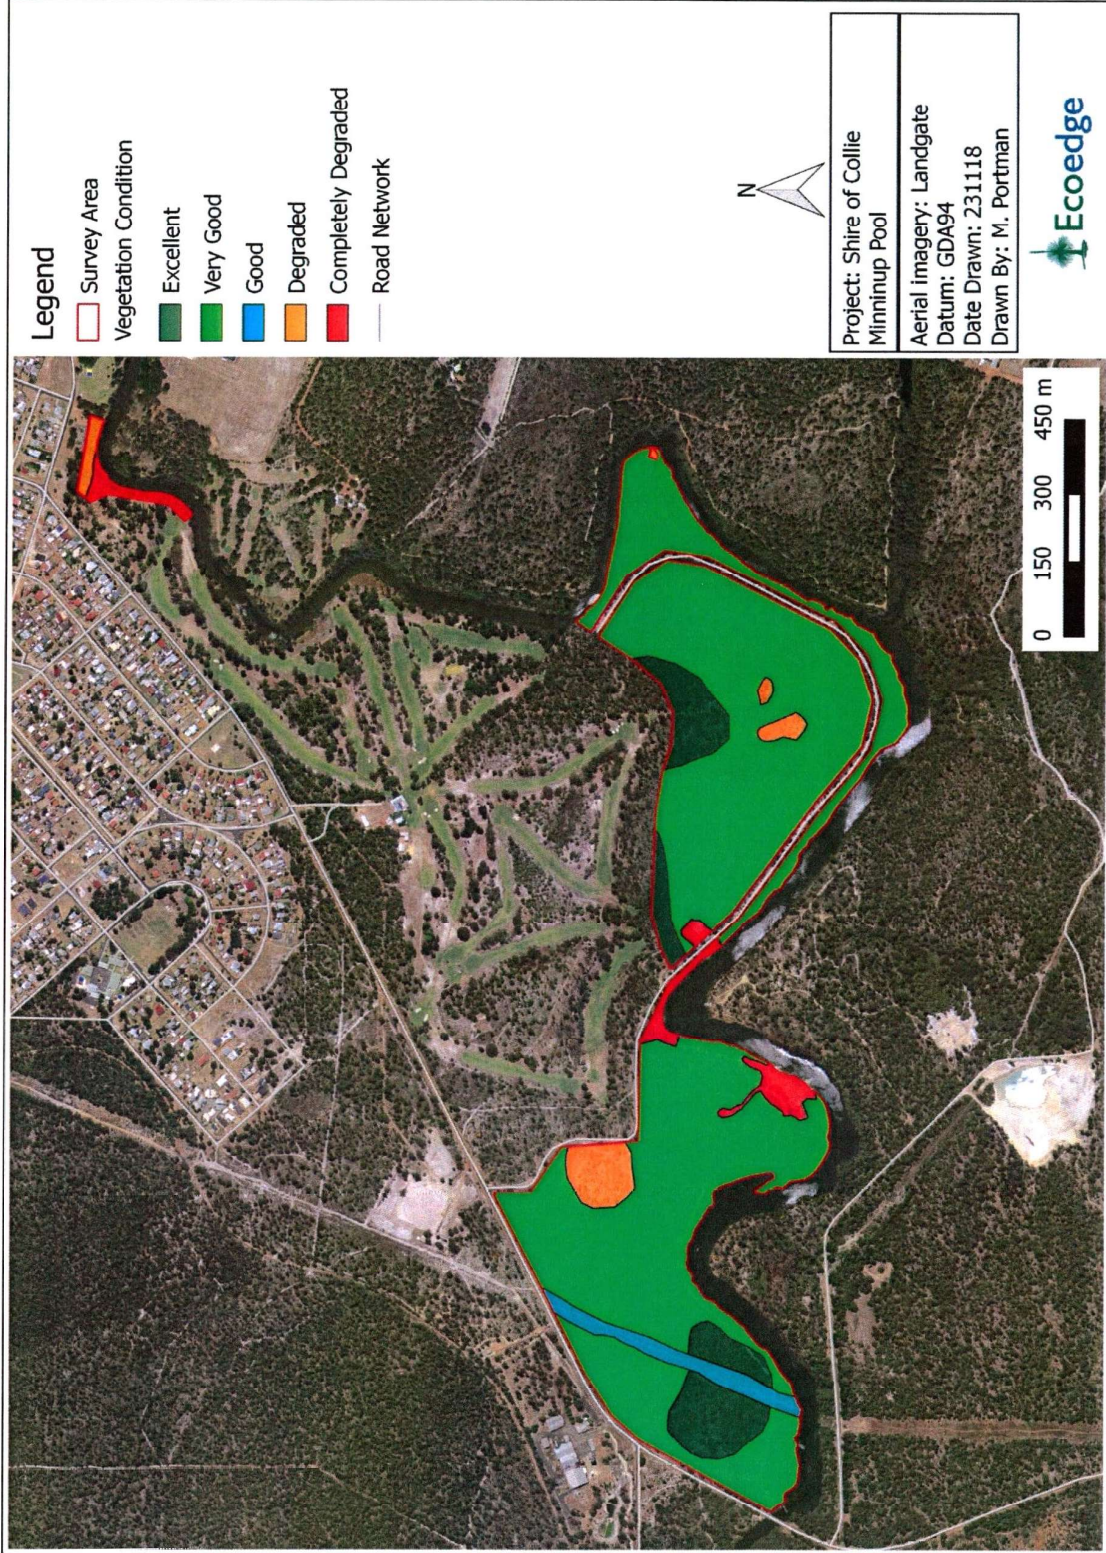 Legend
Survey Area
Vegetation Condition
Excellent
Very Good
Good
Degraded
Completely Degraded
Road Network
N
Project: Shire of Collie
Minninup Pool
Aerial imagery: Landgate
Datum: GDA94
Date Drawn: 231118
Drawn By: M. Portman
Ecoedge
0 150 300 450 m